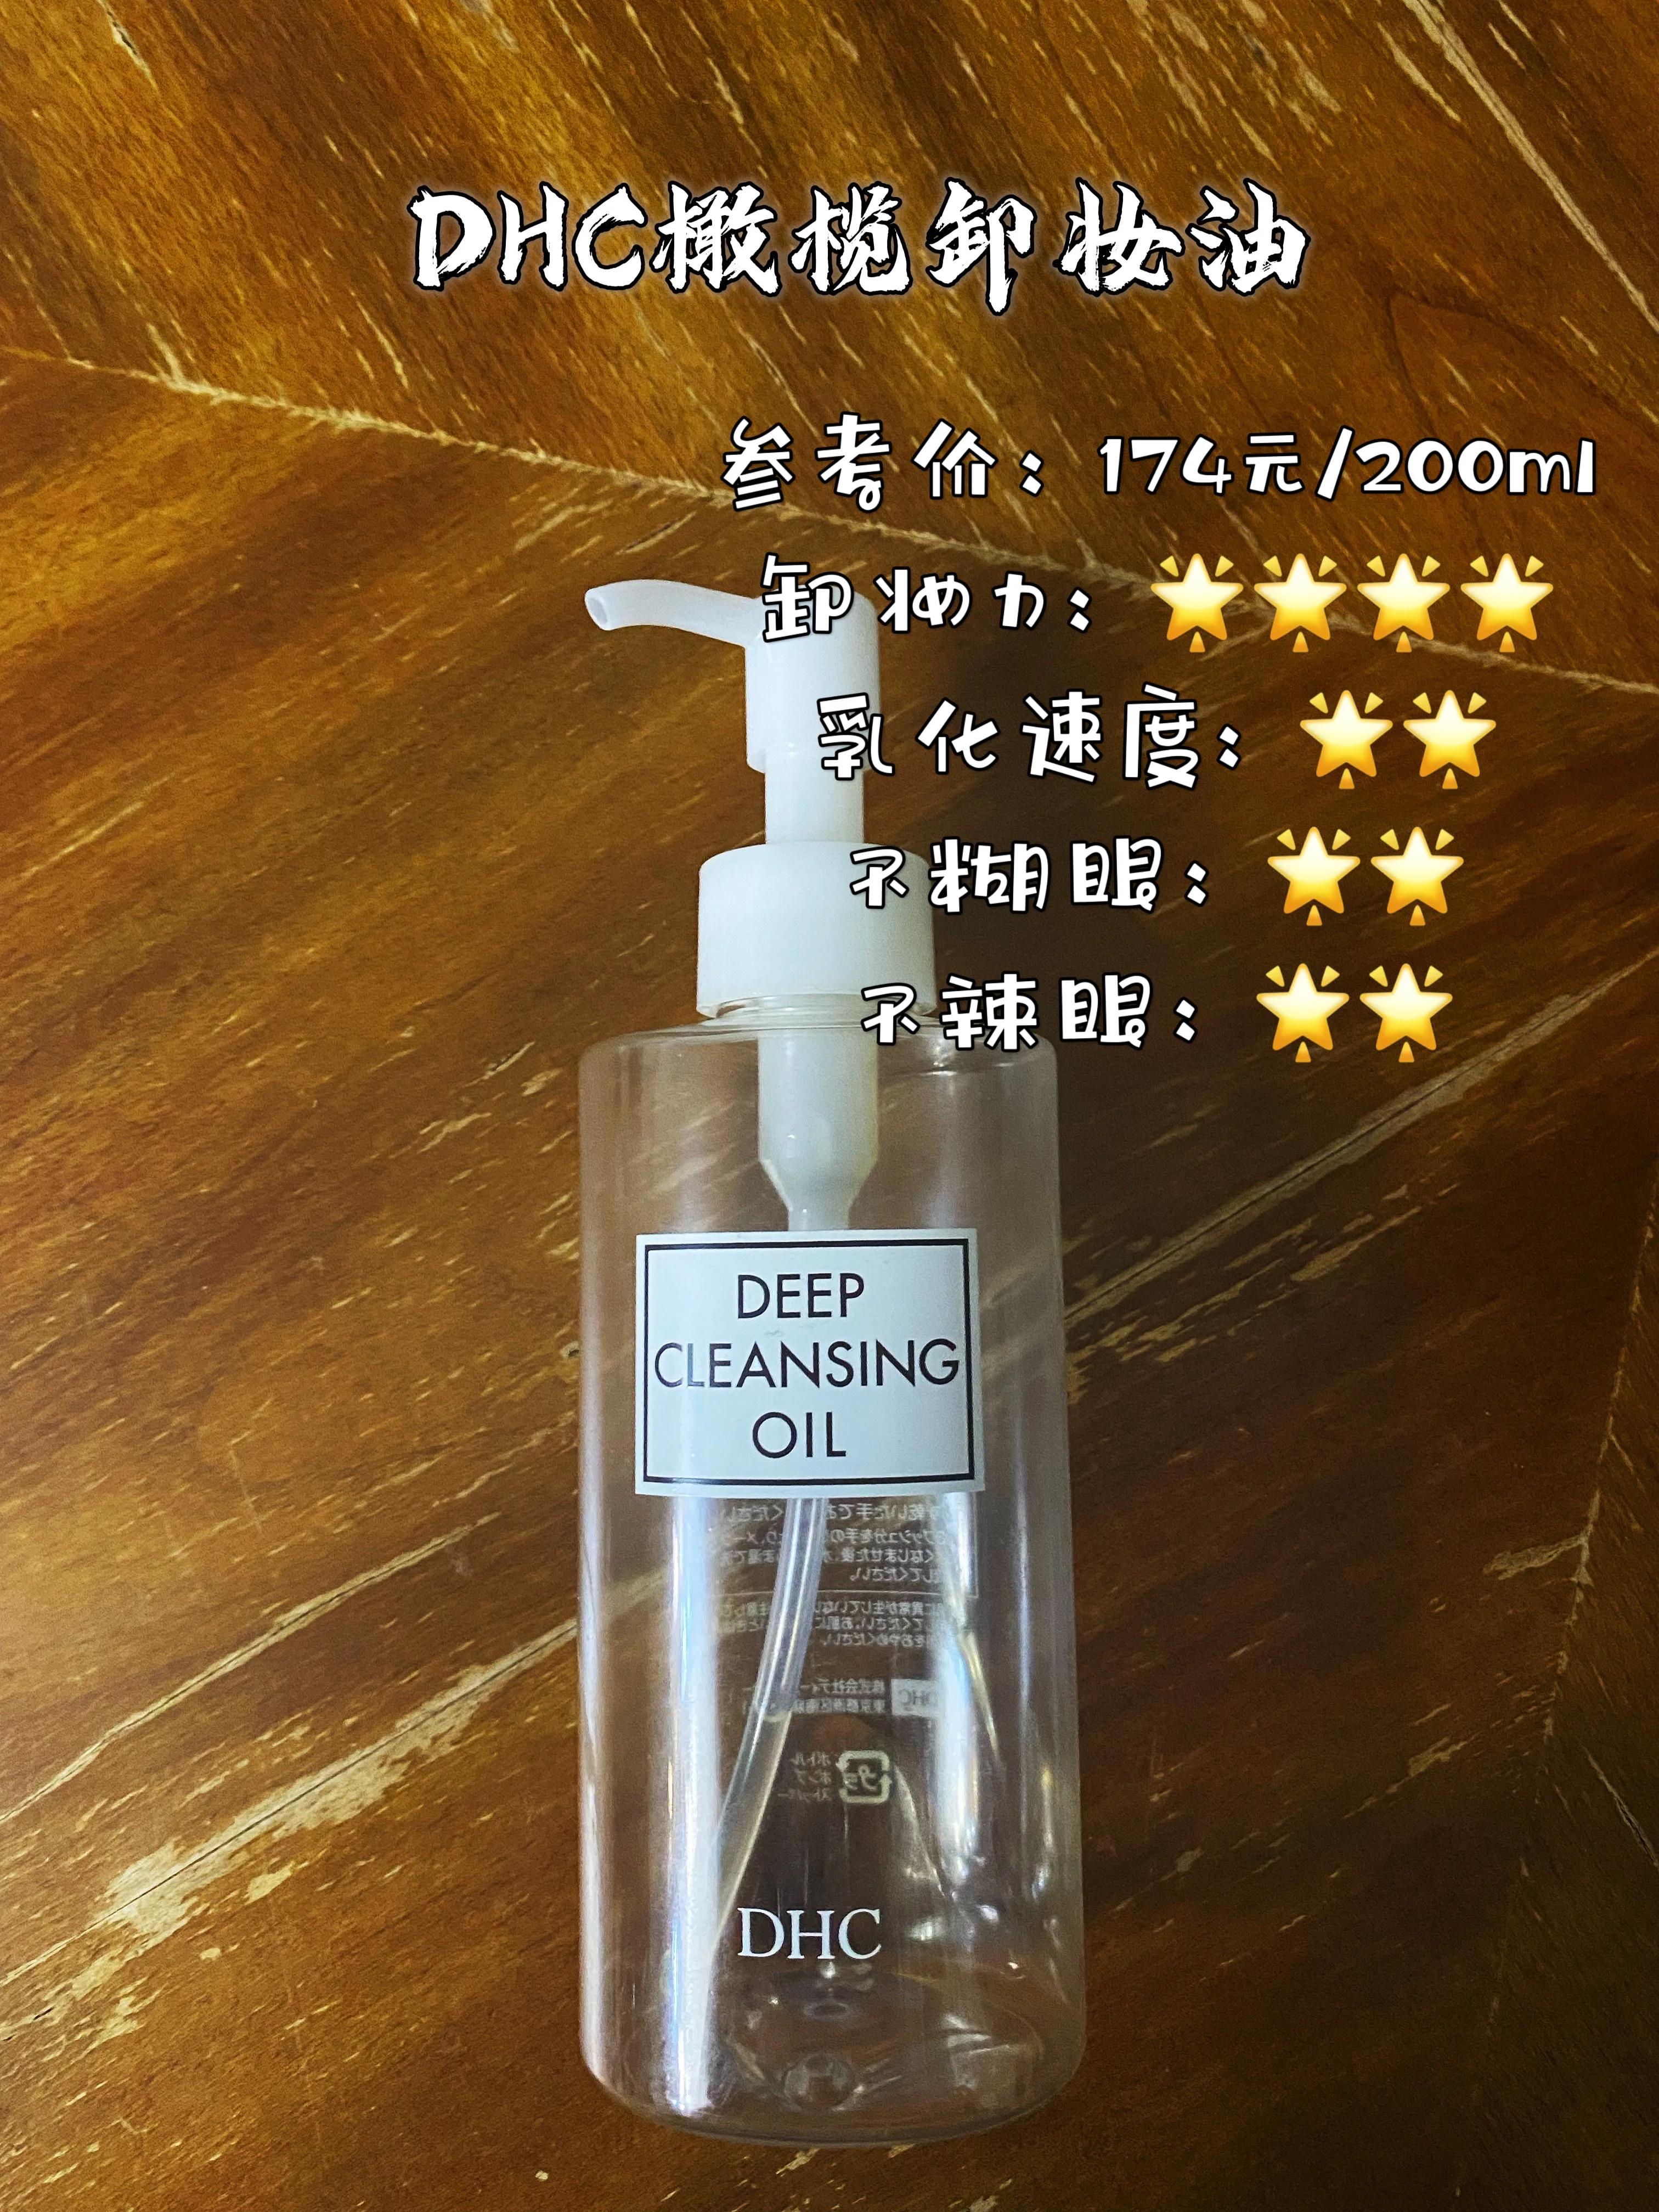 DHC橄榄卸妆油
参考价：174元/200ml
卸妆力：🌟🌟🌟🌟
乳化速度：🌟🌟
不糊眼：🌟🌟
不辣眼：🌟🌟
DEEP
CLEANSING
OIL
DHC